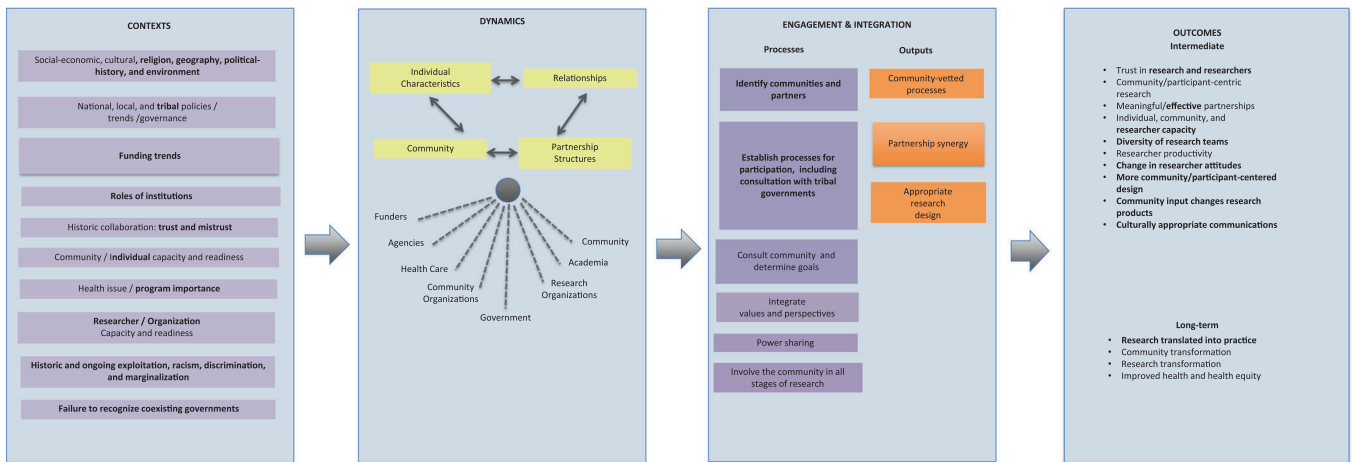 CONTEXTS
Social-economic, cultural, religion, geography, political-
history, and environment
National, local, and tribal policies /
trends /governance
Funding trends
Roles of institutions
Historic collaboration: trust and mistrust
Community / Individual capacity and readiness
Health issue / program importance
Researcher / Organization
Capacity and readiness
Historic and ongoing exploitation, racism, discrimination,
and marginalization
Failure to recognize coexisting governments
DYNAMICS
Individual
Characteristics
Relationships
Community
Partnership
Structures
Funders
Agencies
Health Care
Community
Organizations
Government
Research
Organizations
Academia
Community
ENGAGEMENT & INTEGRATION
Processes
Identify communities and
partners
Establish processes for
participation, including
consultation with tribal
governments
Consult community and
determine goals
Integrate
values and perspectives
Power sharing
Involve the community in all
stages of research
Outputs
Community-vetted
processes
Partnership synergy
Appropriate
research
design
OUTCOMES
Intermediate
• Trust in research and researchers
• Community/participant-centric
research
• Meaningful/effective partnerships
• Individual, community, and
researcher capacity
• Diversity of research teams
• Researcher productivity
• Change in researcher attitudes
• More community/participant-centered
design
• Community input changes research
products
• Culturally appropriate communications
Long-term
• Research translated into practice
• Community transformation
• Research transformation
• Improved health and health equity